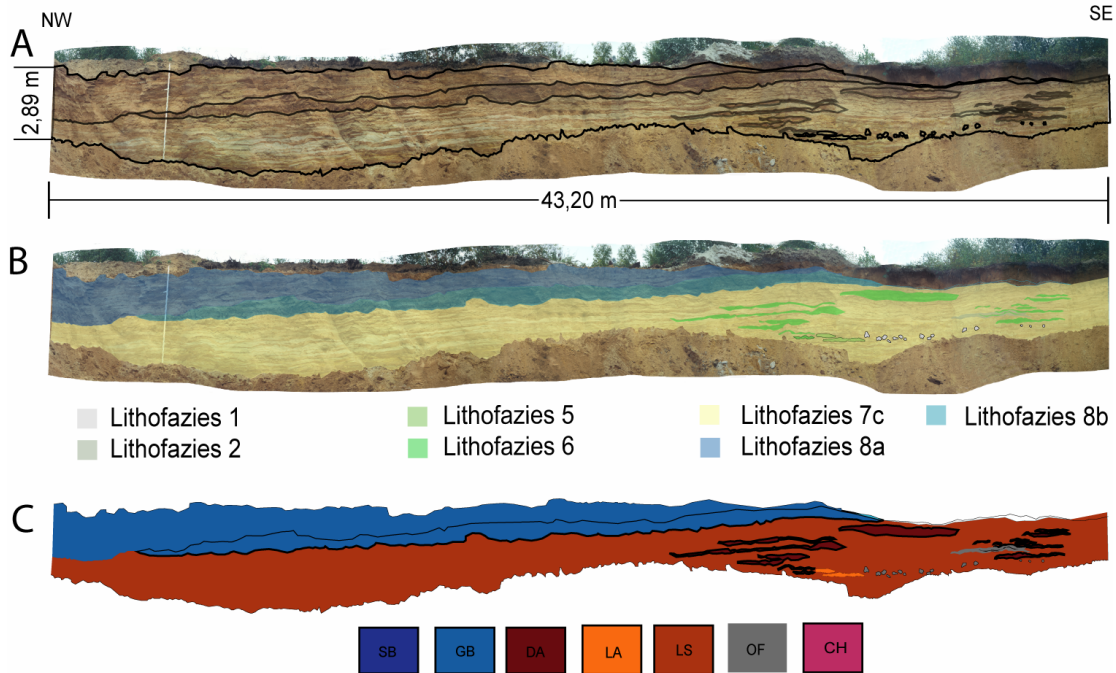 NW
SE
A
2,89 m
43,20 m
B
Lithofazies 1
Lithofazies 5
Lithofazies 7c
Lithofazies 8b
Lithofazies 2
Lithofazies 6
Lithofazies 8a
C
SB
GB
DA
LA
LS
OF
CH